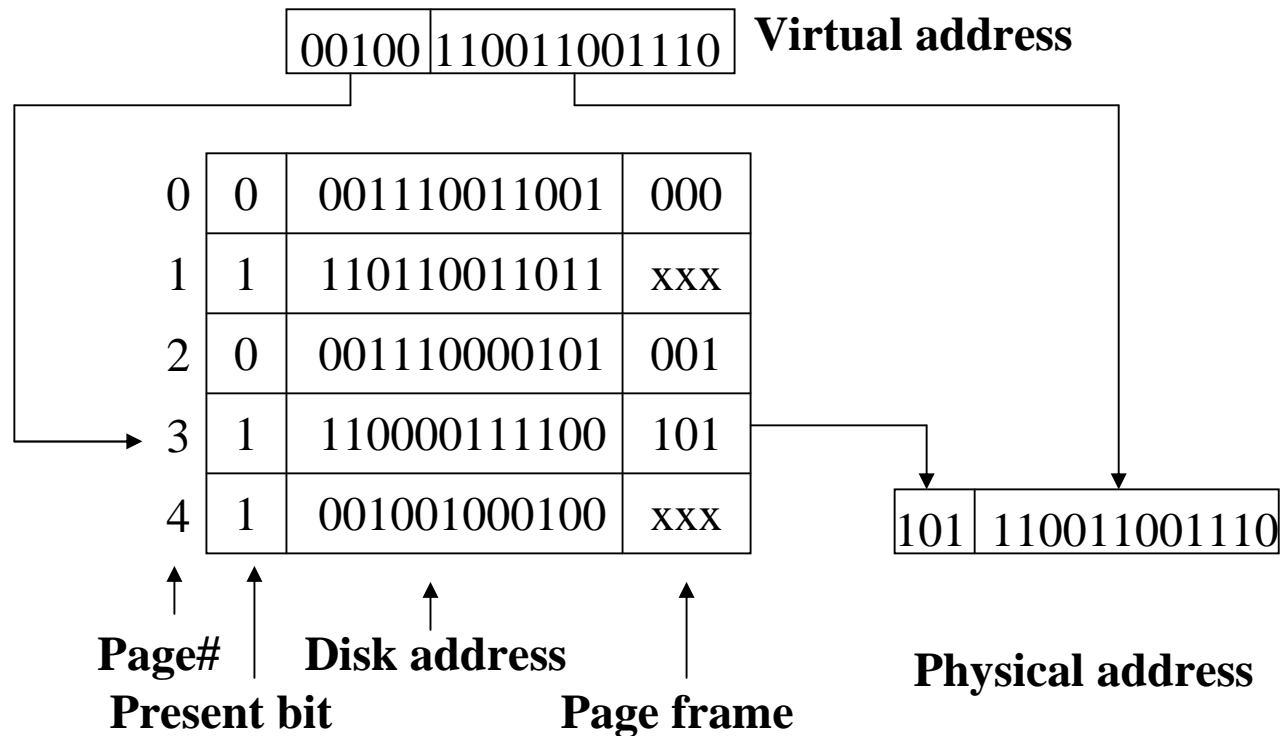 00100 110011001110 Virtual address
0 0 001110011001 000
1 1 110110011011 xxx
2 0 001110000101 001
3 1 110000111100 101
4 1 001001000100 xxx
101 110011001110
Page# Disk address Physical address
Present bit Page frame